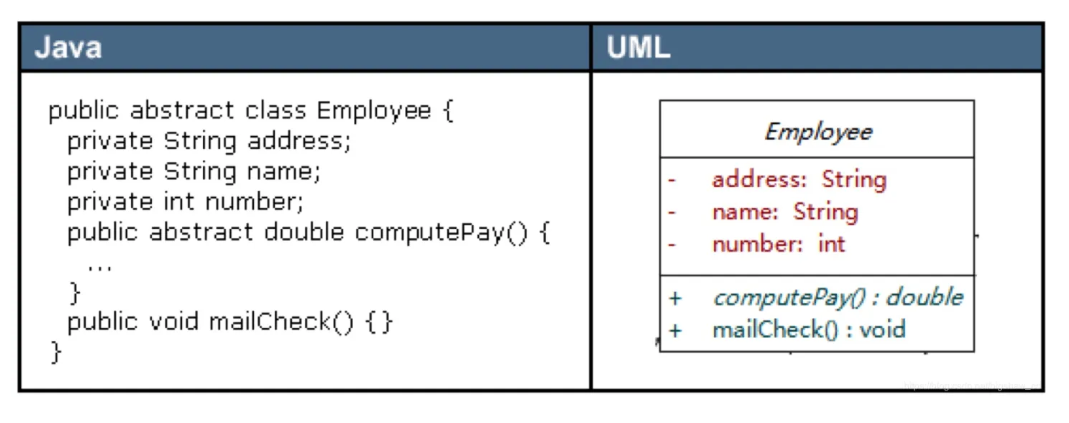 Java
UML
public abstract class Employee {
private String address;
private String name;
private int number;
public abstract double computePay() {
...
}
public void mailCheck() {}
}
Employee
- address: String
- name: String
- number: int
+ computePay() : double
+ mailCheck() : void